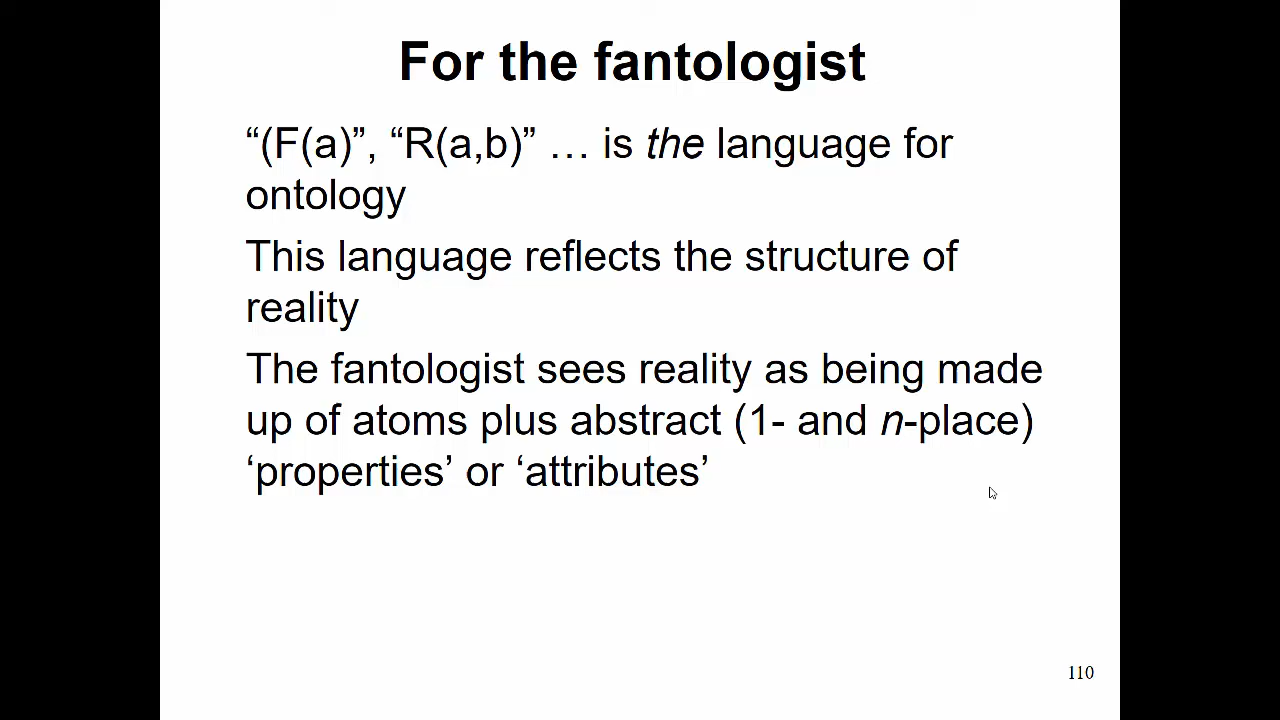 For the fantologist
“(F(a)”, “R(a,b)” … is the language for
ontology
This language reflects the structure of
reality
The fantologist sees reality as being made
up of atoms plus abstract (1- and n-place)
‘properties’ or ‘attributes’
110